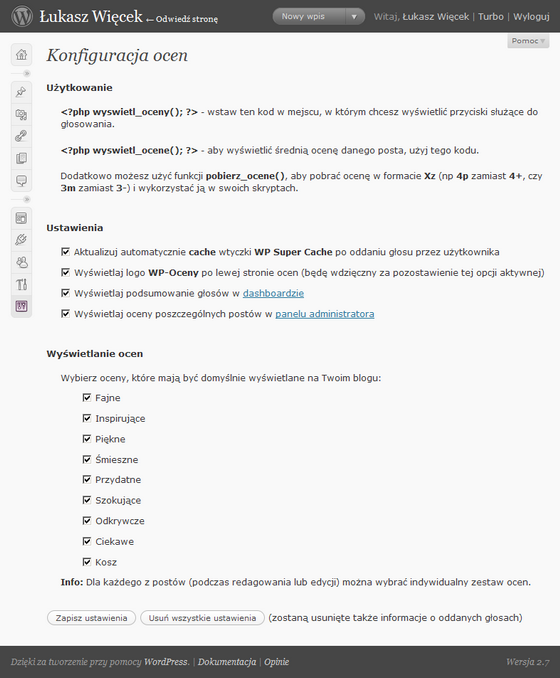 Łukasz Więcek ← Odwiedź stronę
Nowy wpis
Witaj, Łukasz Więcek | Turbo | Wyloguj
Pomoc
Konfiguracja ocen
Użytkowanie
<?php wyswietl_oceny(); ?> - wstaw ten kod w mejscu, w którym chcesz wyświetlić przyciski służące do
głosowania.
<?php wyswietl_ocene(); ?> - aby wyświetlić średnią ocenę danego posta, użyj tego kodu.
Dodatkowo możesz użyć funkcji pobierz_ocene(), aby pobrać ocenę w formacie Xz (np 4p zamiast 4+, czy
3m zamiast 3-) i wykorzystać ją w swoich skryptach.
Ustawienia
Aktualizuj automatycznie cache wtyczki WP Super Cache po oddaniu głosu przez użytkownika
Wyświetlaj logo WP-Oceny po lewej stronie ocen (będę wdzięczny za pozostawienie tej opcji aktywnej)
Wyświetlaj podsumowanie głosów w dashboardzie
Wyświetlaj oceny poszczególnych postów w panelu administratora
Wyświetlanie ocen
Wybierz oceny, które mają być domyślnie wyświetlane na Twoim blogu:
Fajne
Inspirujące
Piękne
Śmieszne
Przydatne
Szokujące
Odkrywcze
Ciekawe
Kosz
Info: Dla każdego z postów (podczas redagowania lub edycji) można wybrać indywidualny zestaw ocen.
Zapisz ustawienia Usuń wszystkie ustawienia (zostaną usunięte także informacje o oddanych głosach)
Dzięki za tworzenie przy pomocy WordPress. | Dokumentacja | Opinie
Wersja 2.7